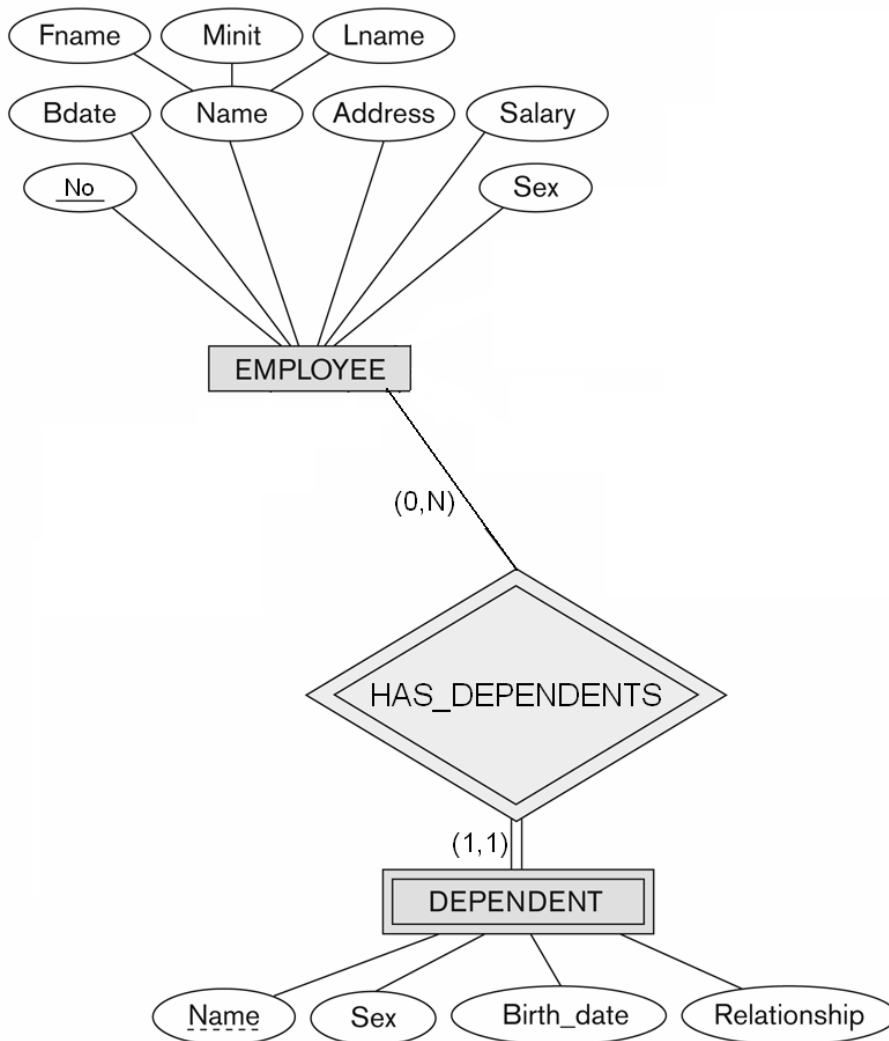 Fname Minit Lname
Bdate Name Address Salary
No Sex
EMPLOYEE
(0,N)
HAS_DEPENDENTS
(1,1)
DEPENDENT
Name Sex Birth_date Relationship